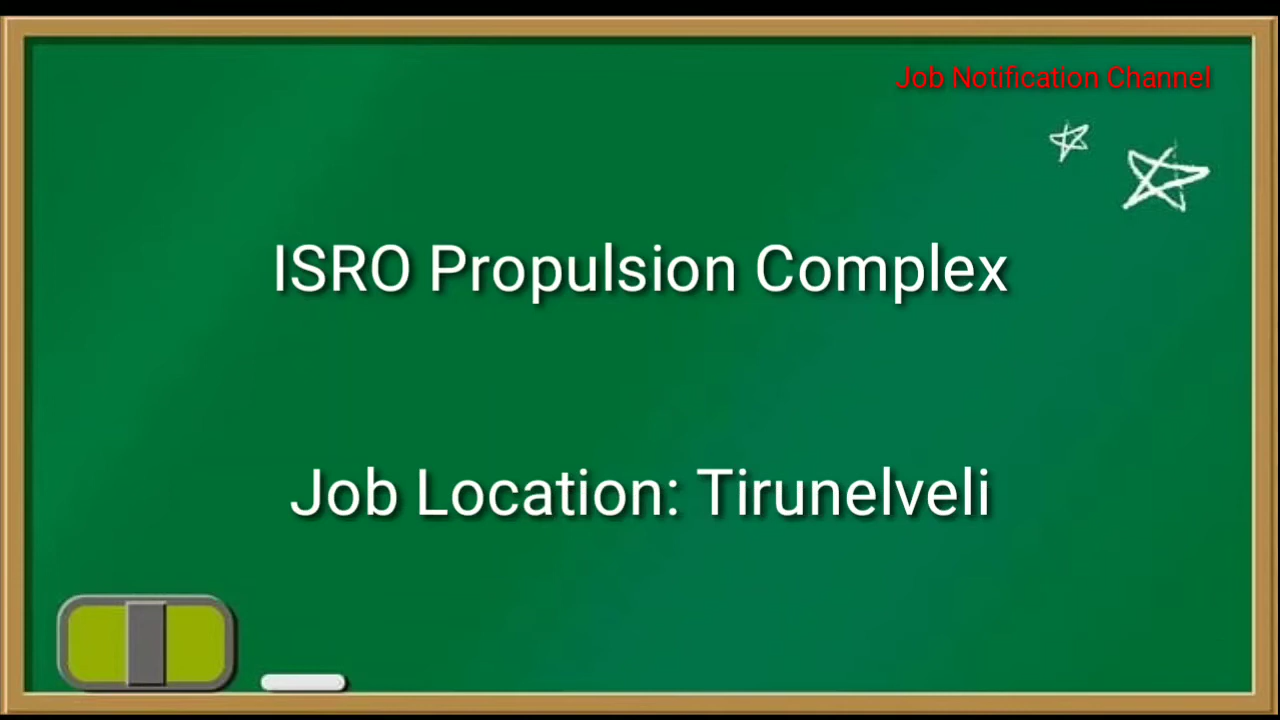 Job Notification Channel
ISRO Propulsion Complex
Job Location: Tirunelveli